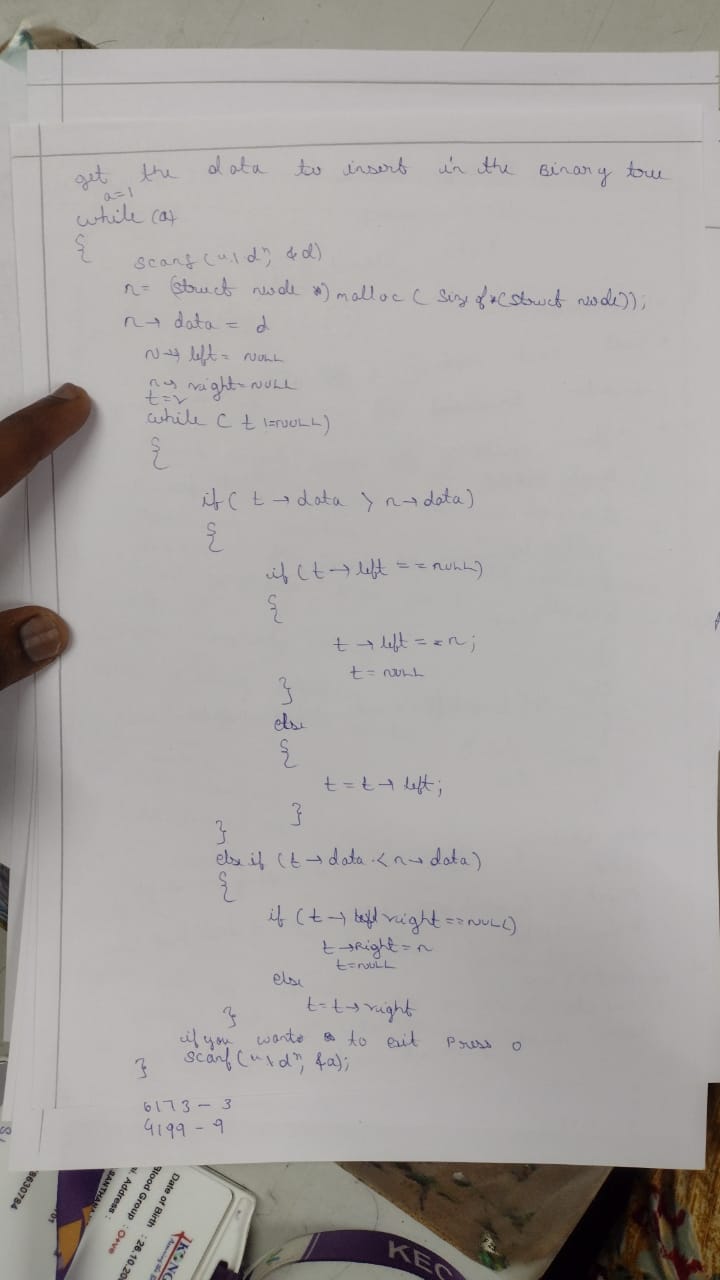 get the data to insert in the Binary tree
a=1
while (a)
{
scanf("%d", &d)
n= (struct node *) malloc ( size of *(struct node));
n→ data = d
n→ left = NULL
n→ right=NULL
t=r
while ( t !=NULL)
{
if( t → data > n→data)
{
if (t→ left == NULL)
{
t → left = = n;
t = NULL
}
else
{
t = t → left;
}
}
else if (t → data < n→ data)
{
if (t → right ==NULL)
t →Right = n
t=NULL
else
t= t→ right
}
if you wants to exit Press 0
scanf("%d", &a);
}
6173 - 3
4199 - 9
8630784
Date of Birth : 26.10.20
Blood Group : O+ve
Address :
KEC